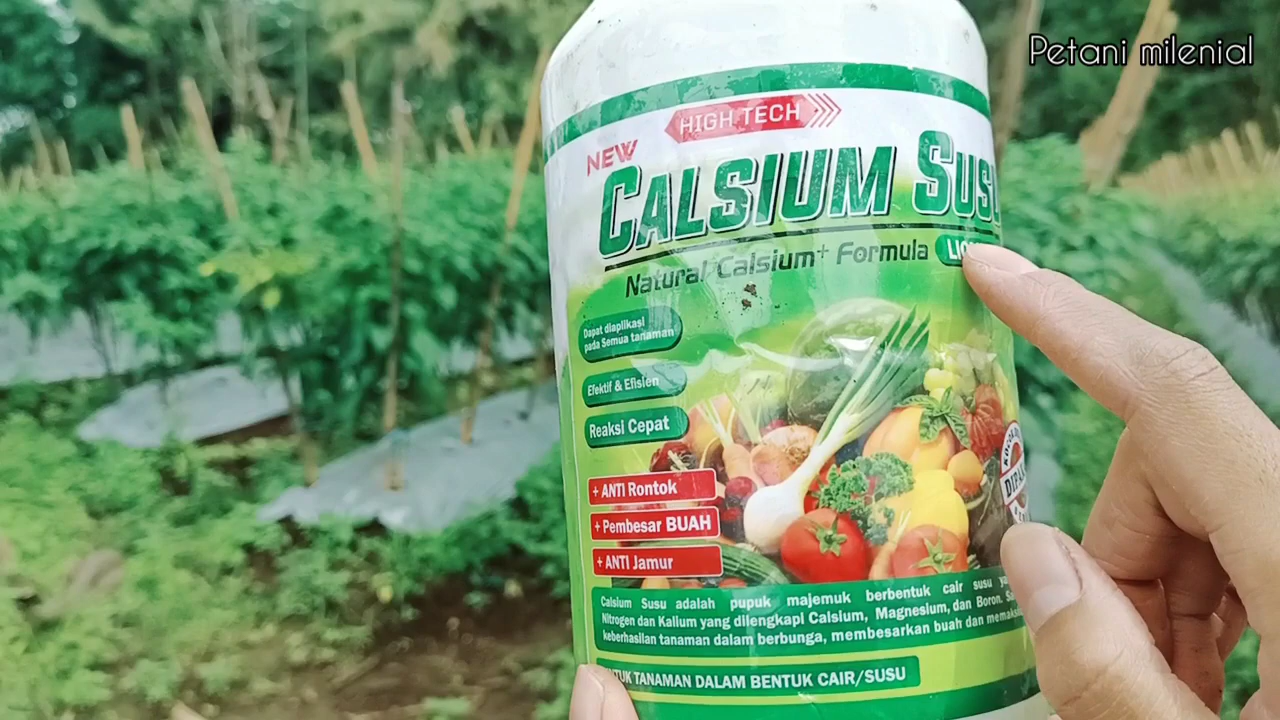 Petani milenial
HIGH TECH
NEW
CALSIUM SUSU
Natural Calsium+ Formula
Dapat diaplikasi
pada Semua tanaman
Efektif & Efisien
Reaksi Cepat
+ ANTI Rontok
+ Pembesar BUAH
+ ANTI Jamur
Calsium Susu adalah pupuk majemuk berbentuk cair susu
Nitrogen dan Kalium yang dilengkapi Calsium, Magnesium, dan Boron.
keberhasilan tanaman dalam berbunga, membesarkan buah dan
TANAMAN DALAM BENTUK CAIR/SUSU